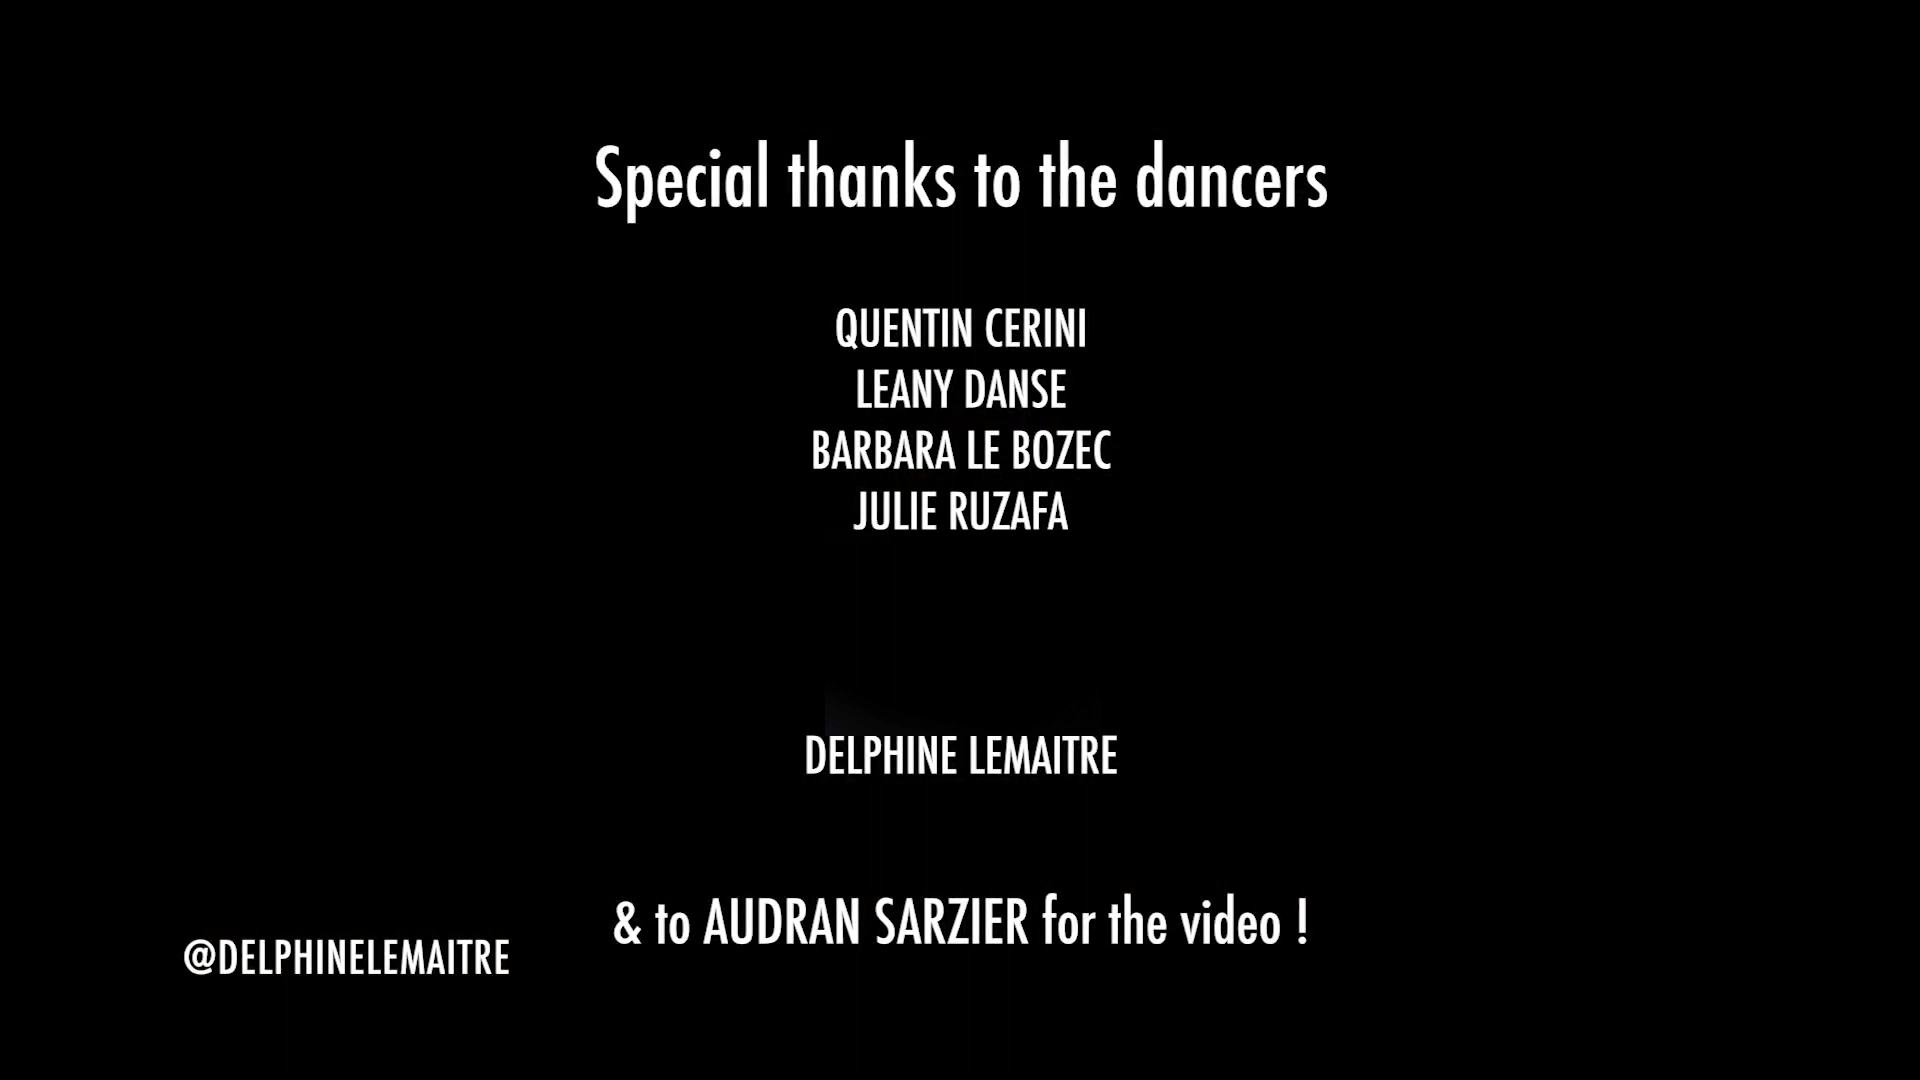 Special thanks to the dancers
QUENTIN CERINI
LEANY DANSE
BARBARA LE BOZEC
JULIE RUZAFA
DELPHINE LEMAITRE
& to AUDRAN SARZIER for the video !
@DELPHINELEMAITRE